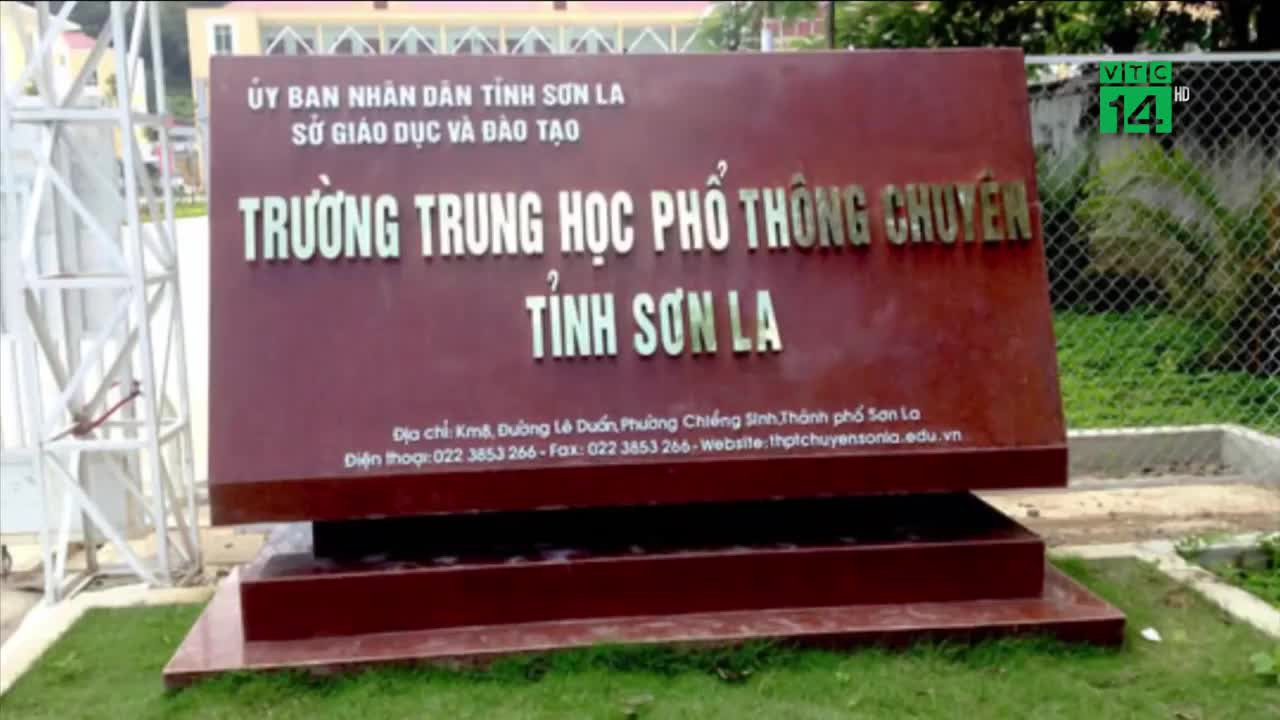 ỦY BAN NHÂN DÂN TỈNH SƠN LA
SỞ GIÁO DỤC VÀ ĐÀO TẠO
TRƯỜNG TRUNG HỌC PHỔ THÔNG CHUYÊN
TỈNH SƠN LA
Địa chỉ: Km8, Đường Lê Duẩn, Phường Chiềng Sinh, Thành phố Sơn La
Điện thoại: 022 3853 266 - Fax: 022 3853 266 - Website: thptchuyensonla.edu.vn
VTC
14
HD